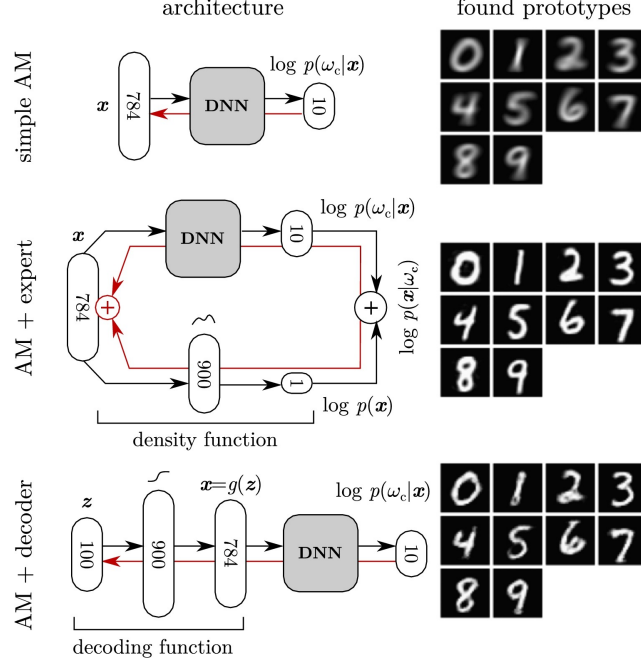 architecture
found prototypes
simple AM
x
784
DNN
log p(ω_c|x)
10
0 1 2 3
4 5 6 7
8 9
AM + expert
x
784
DNN
log p(ω_c|x)
10
+
+
log p(x|ω_c)
900
1
log p(x)
density function
0 1 2 3
4 5 6 7
8 9
AM + decoder
z
100
900
x=g(z)
784
DNN
log p(ω_c|x)
10
decoding function
0 1 2 3
4 5 6 7
8 9